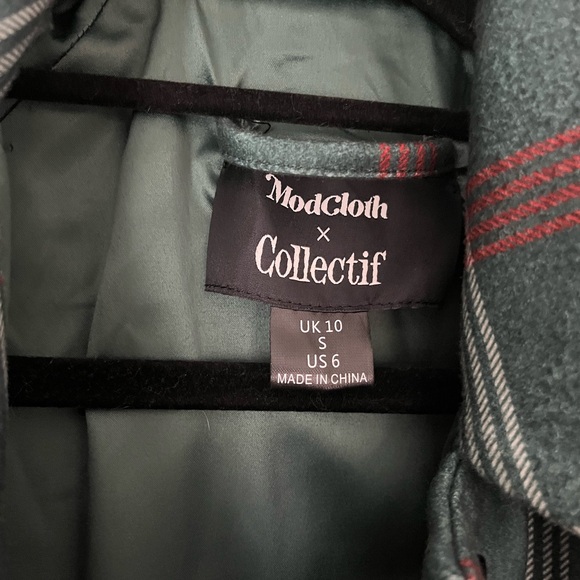 ModCloth
x
Collectif
UK 10
S
US 6
MADE IN CHINA